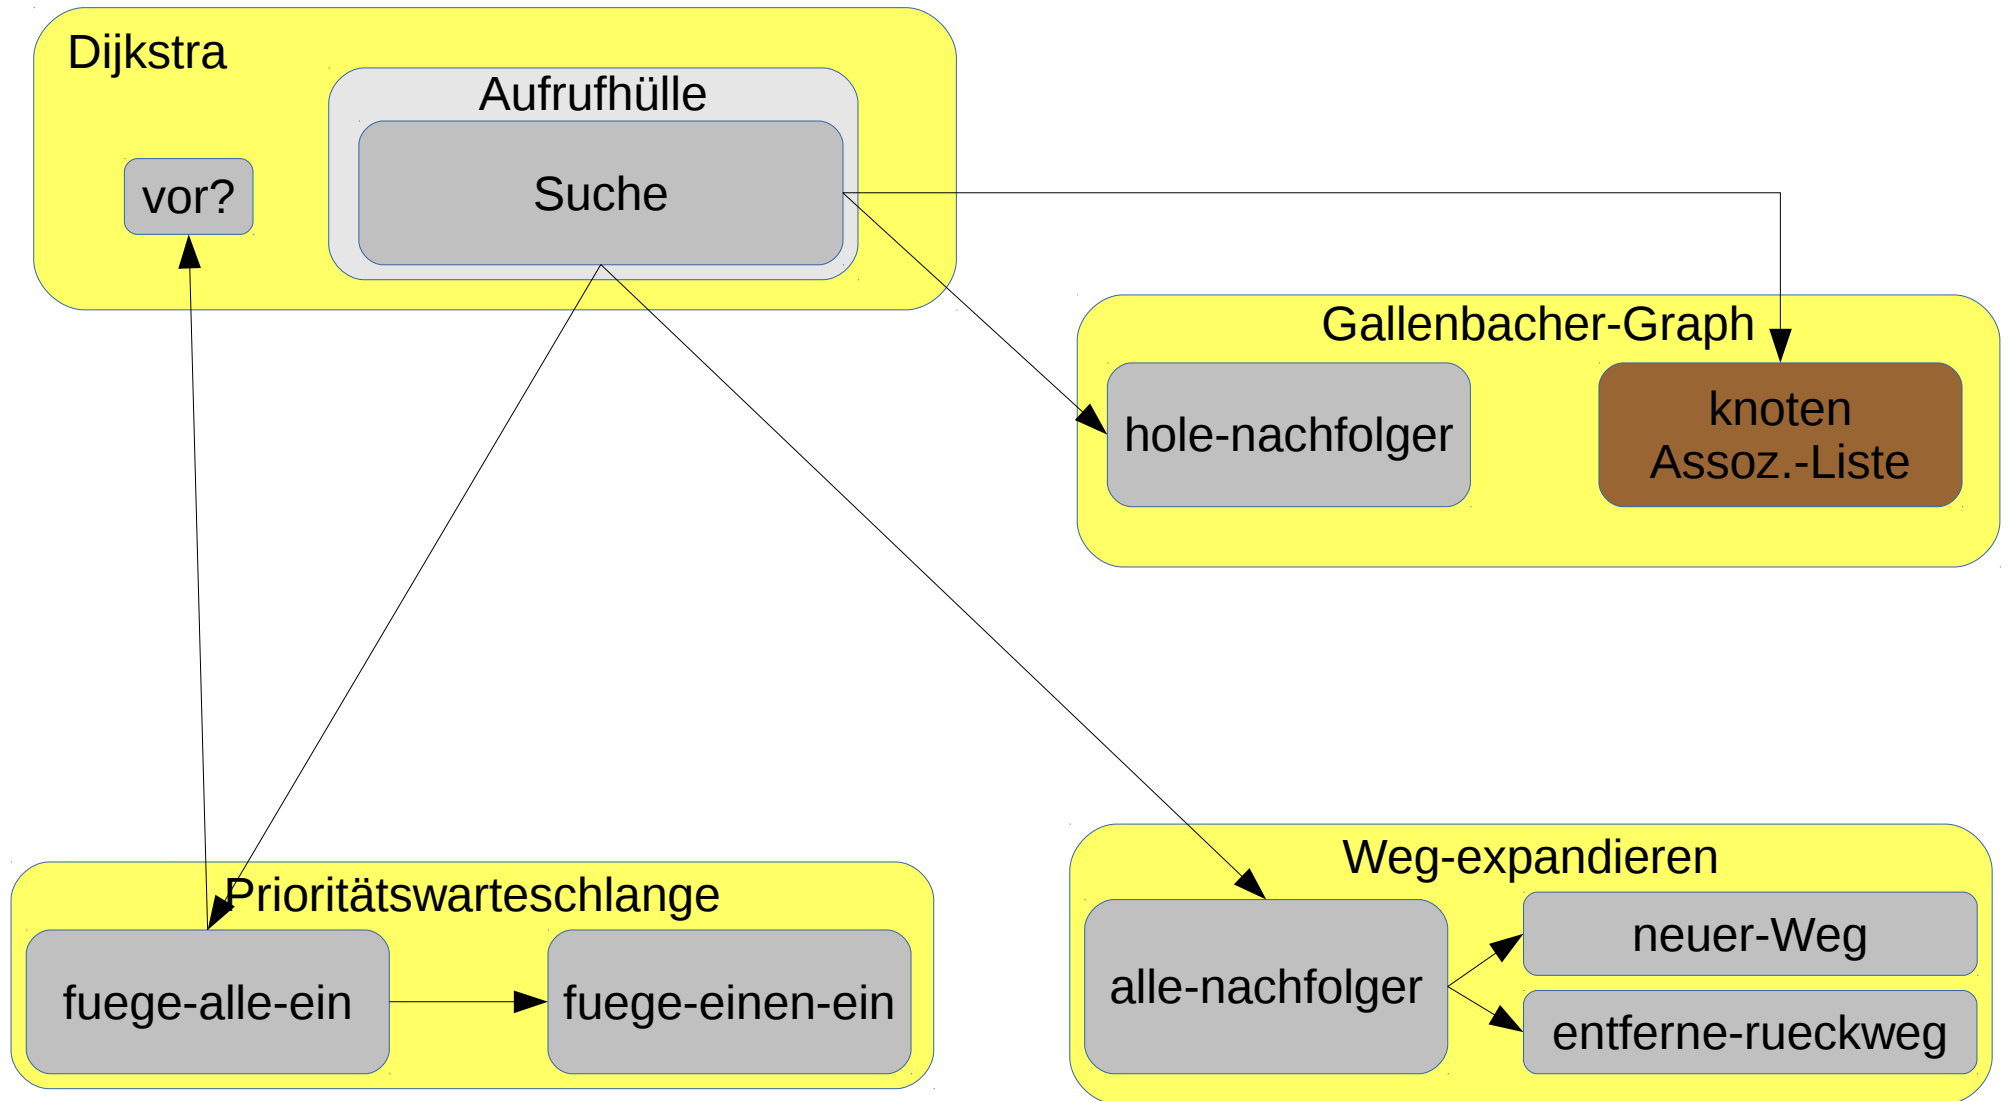 Dijkstra
Aufrufhülle
vor?
Suche
Gallenbacher-Graph
hole-nachfolger
knoten
Assoz.-Liste
Prioritätswarteschlange
fuege-alle-ein
fuege-einen-ein
Weg-expandieren
alle-nachfolger
neuer-Weg
entferne-rueckweg